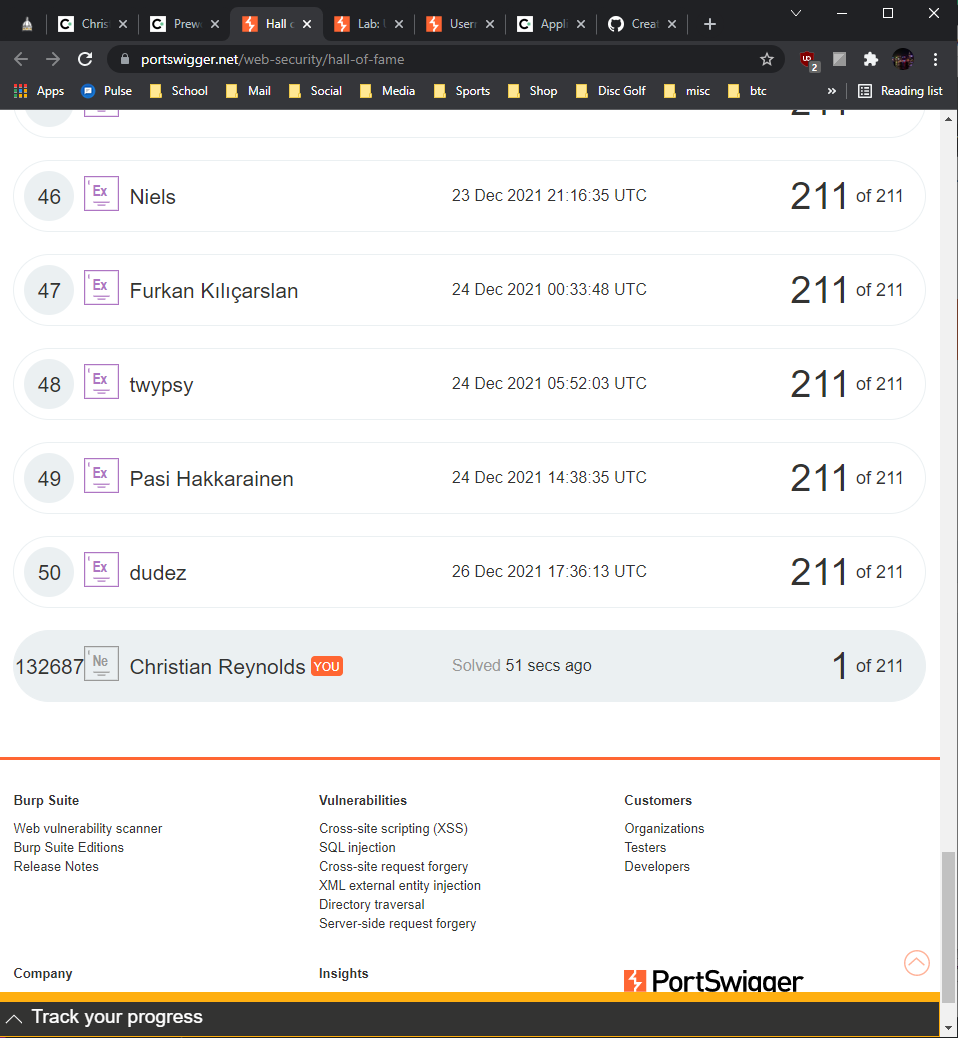 Chris
Prew
Hall o
Lab: U
User
Appli
Creat
portswigger.net/web-security/hall-of-fame
UD
2
Apps
Pulse
School
Mail
Social
Media
Sports
Shop
Disc Golf
misc
btc
»
Reading list
211
46 Ex Niels 23 Dec 2021 21:16:35 UTC 211 of 211
47 Ex Furkan Kılıçarslan 24 Dec 2021 00:33:48 UTC 211 of 211
48 Ex twypsy 24 Dec 2021 05:52:03 UTC 211 of 211
49 Ex Pasi Hakkarainen 24 Dec 2021 14:38:35 UTC 211 of 211
50 Ex dudez 26 Dec 2021 17:36:13 UTC 211 of 211
132687 Ne Christian Reynolds YOU Solved 51 secs ago 1 of 211
Burp Suite
Web vulnerability scanner
Burp Suite Editions
Release Notes
Vulnerabilities
Cross-site scripting (XSS)
SQL injection
Cross-site request forgery
XML external entity injection
Directory traversal
Server-side request forgery
Customers
Organizations
Testers
Developers
Company
Insights
PortSwigger
Track your progress